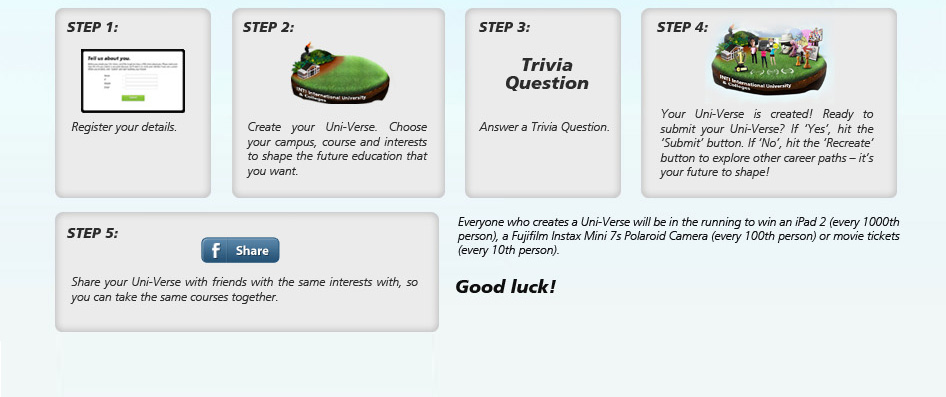 STEP 1:
Tell us about you.
Register your details.
STEP 2:
INTI International University
& Colleges
Create your Uni-Verse. Choose
your campus, course and interests
to shape the future education that
you want.
STEP 3:
Trivia
Question
Answer a Trivia Question.
STEP 4:
INTI International University
& Colleges
Your Uni-Verse is created! Ready to
submit your Uni-Verse? If ‘Yes’, hit the
‘Submit’ button. If ‘No’, hit the ‘Recreate’
button to explore other career paths – it’s
your future to shape!
STEP 5:
f Share
Share your Uni-Verse with friends with the same interests with, so
you can take the same courses together.
Everyone who creates a Uni-Verse will be in the running to win an iPad 2 (every 1000th
person), a Fujifilm Instax Mini 7s Polaroid Camera (every 100th person) or movie tickets
(every 10th person).
Good luck!